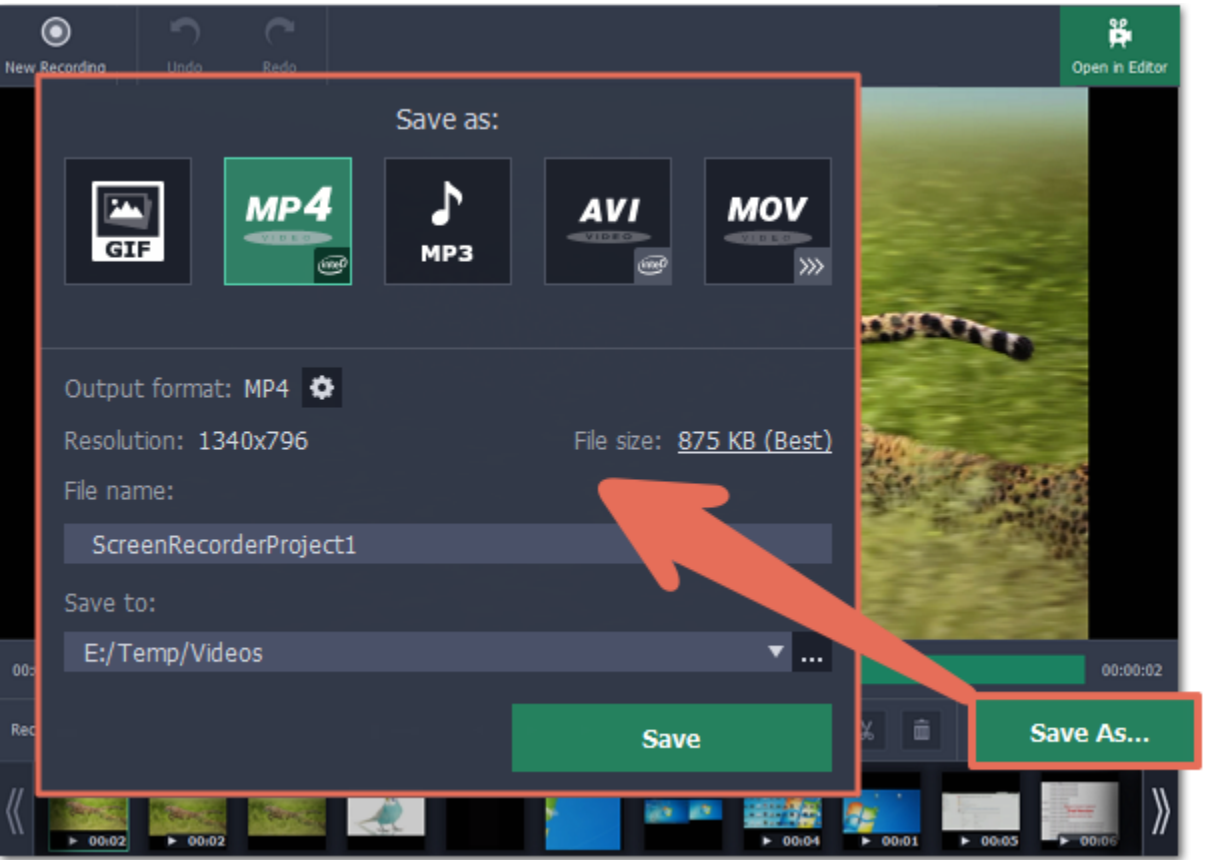 New Recording
Undo
Redo
Open in Editor
Save as:
GIF
MP4
VIDEO
intel
MP3
AVI
VIDEO
intel
MOV
VIDEO
Output format: MP4
Resolution: 1340x796
File size: 875 KB (Best)
File name:
ScreenRecorderProject1
Save to:
E:/Temp/Videos
...
00:00:02
Save
Save As...
00:02
00:02
00:04
00:01
00:05
00:06